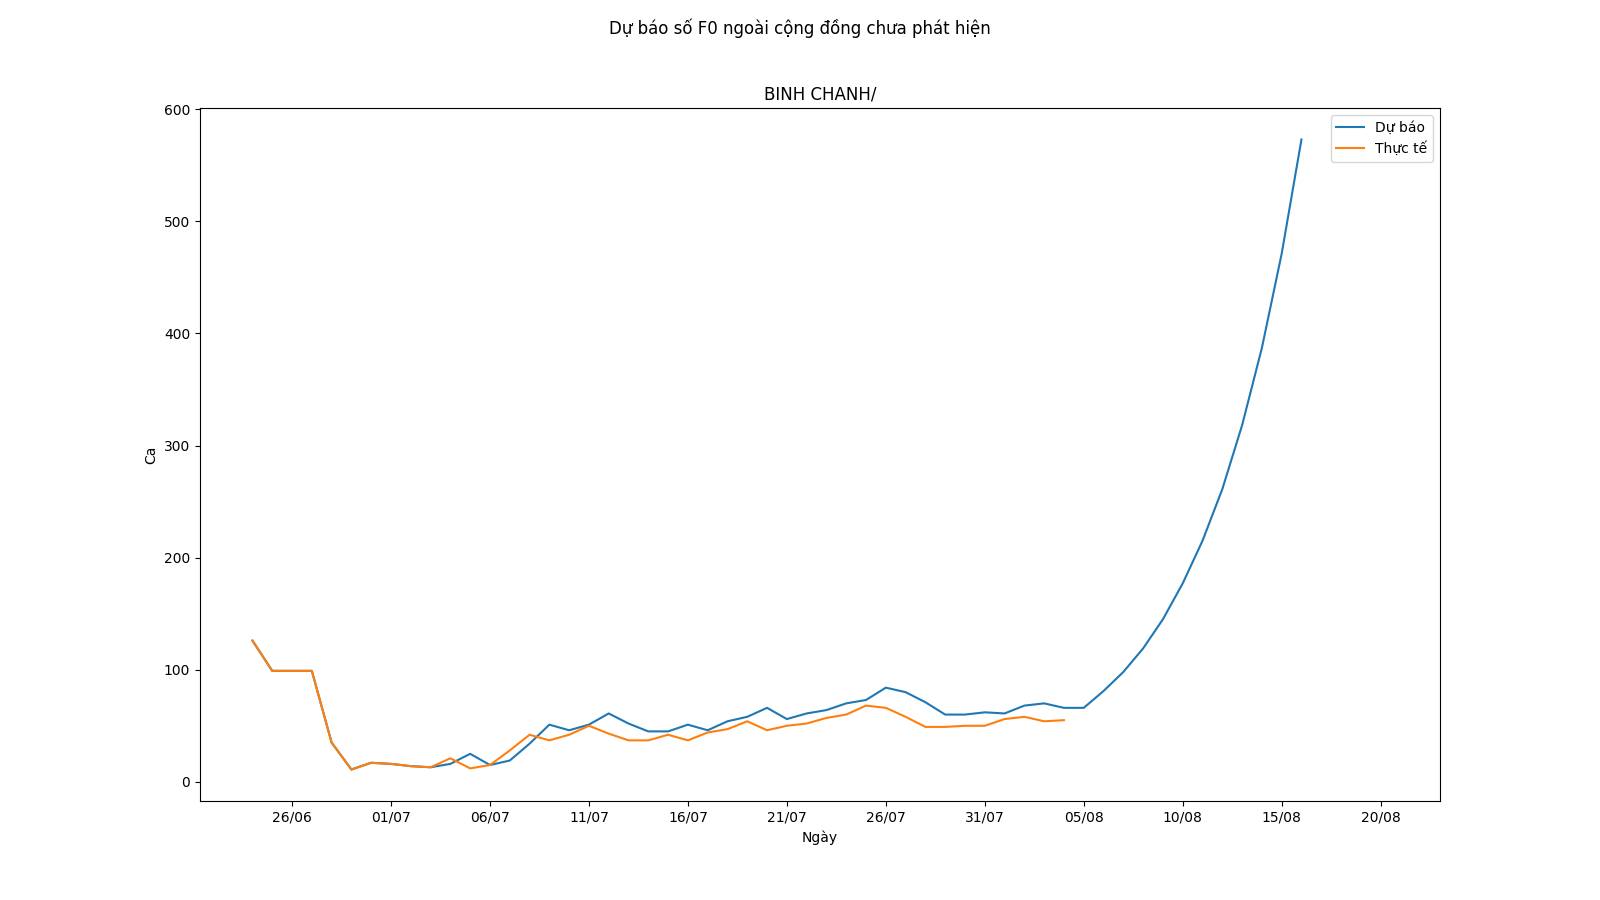 Dự báo số F0 ngoài cộng đồng chưa phát hiện
BINH CHANH/
600
500
400
300
200
100
0
Ca
Dự báo
Thực tế
26/06 01/07 06/07 11/07 16/07 21/07 26/07 31/07 05/08 10/08 15/08 20/08
Ngày